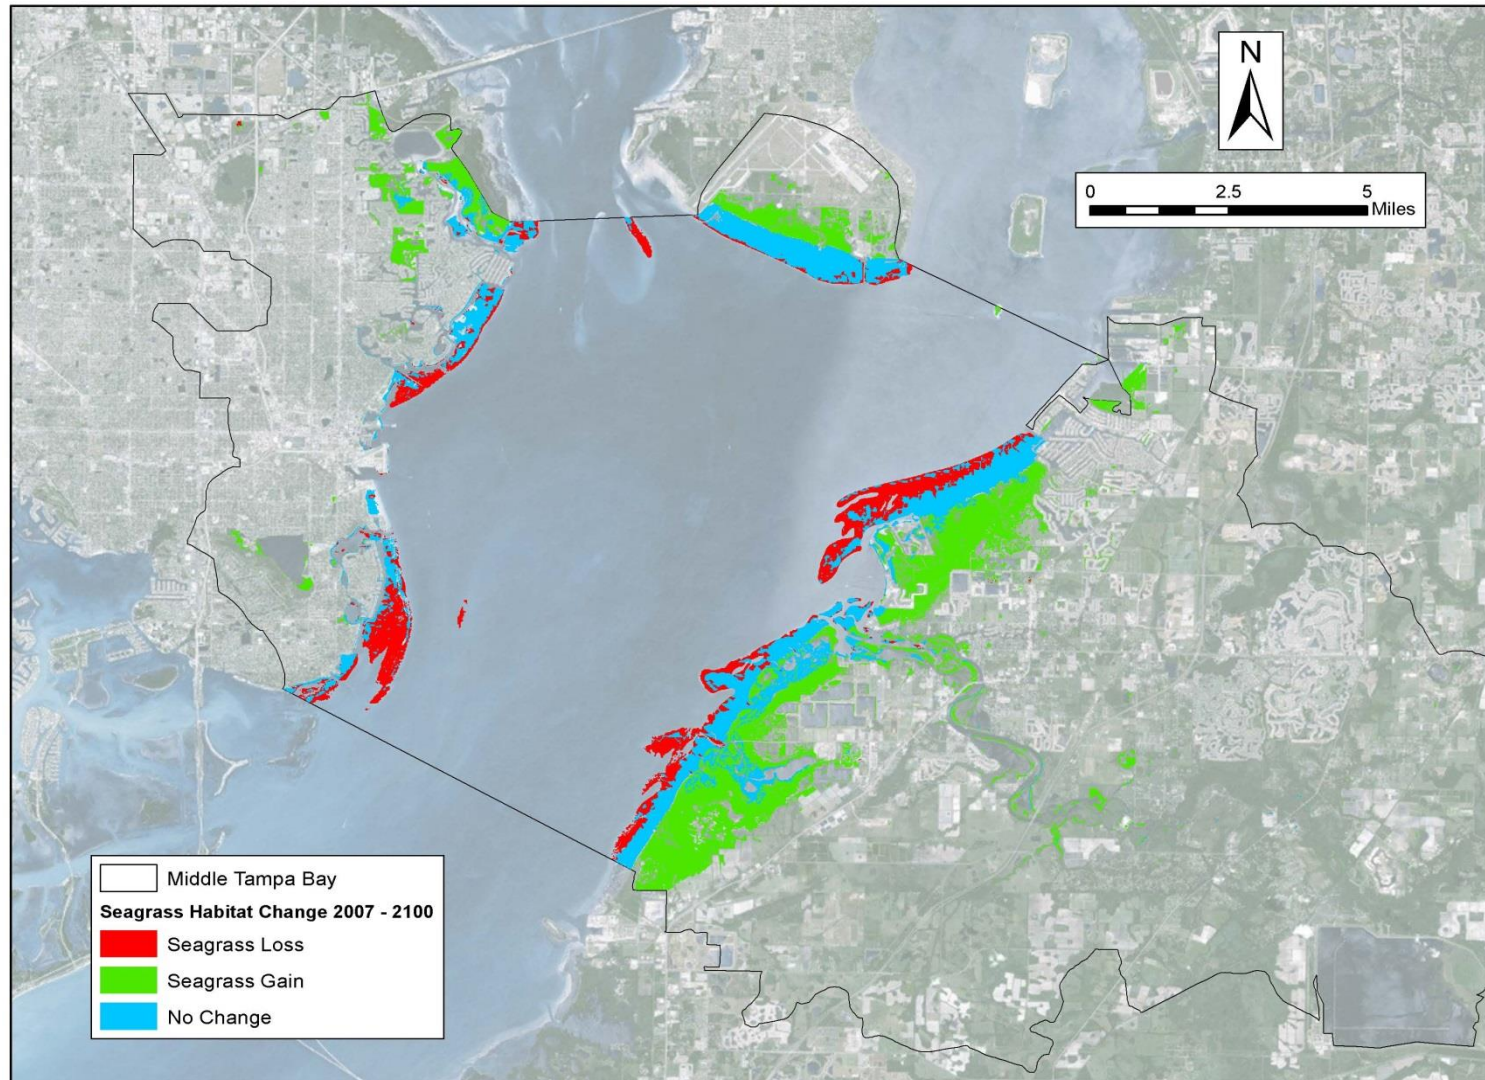 N
0 2.5 5
Miles
Middle Tampa Bay
Seagrass Habitat Change 2007 - 2100
Seagrass Loss
Seagrass Gain
No Change